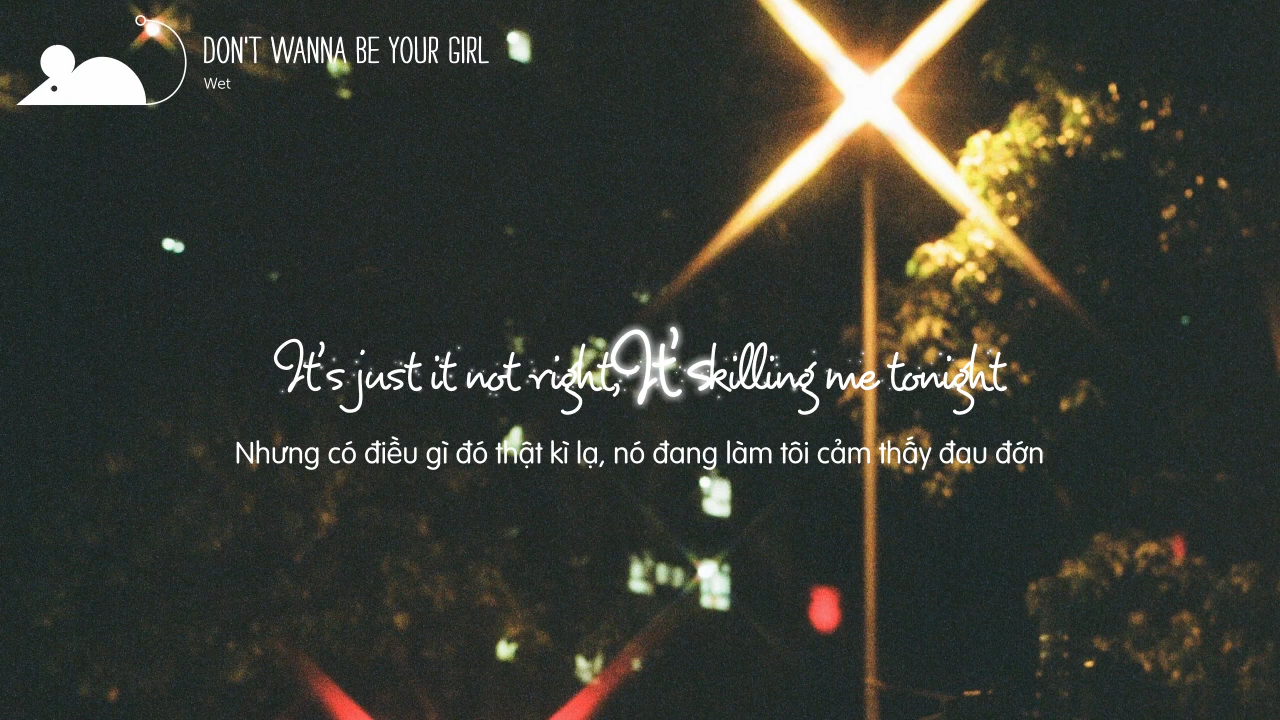 DON'T WANNA BE YOUR GIRL
Wet
It's just it not right, It's killing me tonight
Nhưng có điều gì đó thật kì lạ, nó đang làm tôi cảm thấy đau đớn